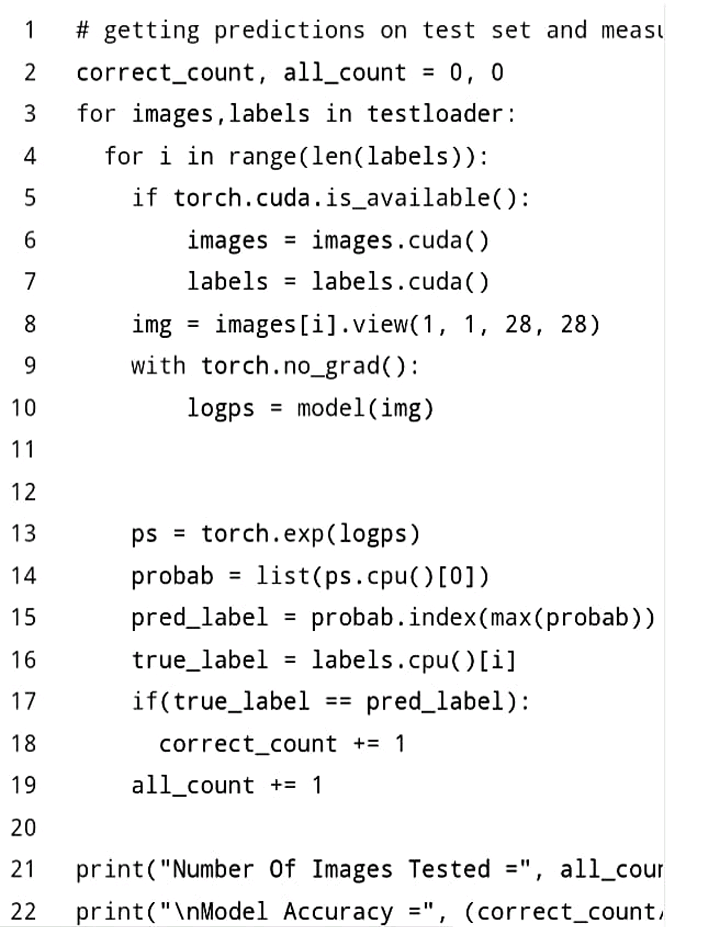 1 # getting predictions on test set and
2 correct_count, all_count = 0, 0
3 for images,labels in testloader:
4 for i in range(len(labels)):
5 if torch.cuda.is_available():
6 images = images.cuda()
7 labels = labels.cuda()
8 img = images[i].view(1, 1, 28, 28)
9 with torch.no_grad():
10 logps = model(img)
11
12
13 ps = torch.exp(logps)
14 probab = list(ps.cpu()[0])
15 pred_label = probab.index(max(probab))
16 true_label = labels.cpu()[i]
17 if(true_label == pred_label):
18 correct_count += 1
19 all_count += 1
20
21 print("Number Of Images Tested =",
22 print("\nModel Accuracy =", (correct_count